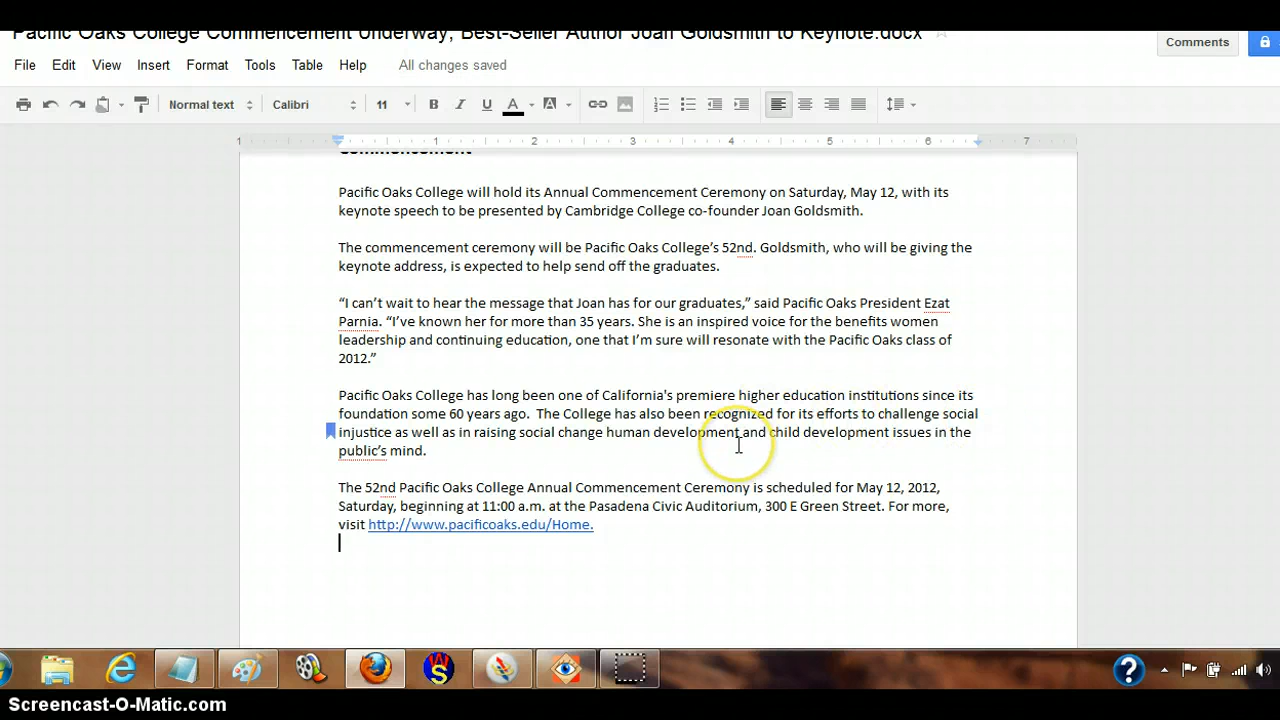 Pacific Oaks College Commencement Underway, Best-Seller Author Joan Goldsmith to Keynote.docx
Comments
File Edit View Insert Format Tools Table Help All changes saved
Normal text Calibri 11 B I U A A
1 1 2 3 4 5 6 7
Commencement
Pacific Oaks College will hold its Annual Commencement Ceremony on Saturday, May 12, with its
keynote speech to be presented by Cambridge College co-founder Joan Goldsmith.
The commencement ceremony will be Pacific Oaks College’s 52nd. Goldsmith, who will be giving the
keynote address, is expected to help send off the graduates.
“I can’t wait to hear the message that Joan has for our graduates,” said Pacific Oaks President Ezat
Parnia. “I’ve known her for more than 35 years. She is an inspired voice for the benefits women
leadership and continuing education, one that I’m sure will resonate with the Pacific Oaks class of
2012.”
Pacific Oaks College has long been one of California's premiere higher education institutions since its
foundation some 60 years ago.  The College has also been recognized for its efforts to challenge social
injustice as well as in raising social change human development and child development issues in the
public’s mind.
The 52nd Pacific Oaks College Annual Commencement Ceremony is scheduled for May 12, 2012,
Saturday, beginning at 11:00 a.m. at the Pasadena Civic Auditorium, 300 E Green Street. For more,
visit http://www.pacificoaks.edu/Home.
W S
?
Screencast-O-Matic.com